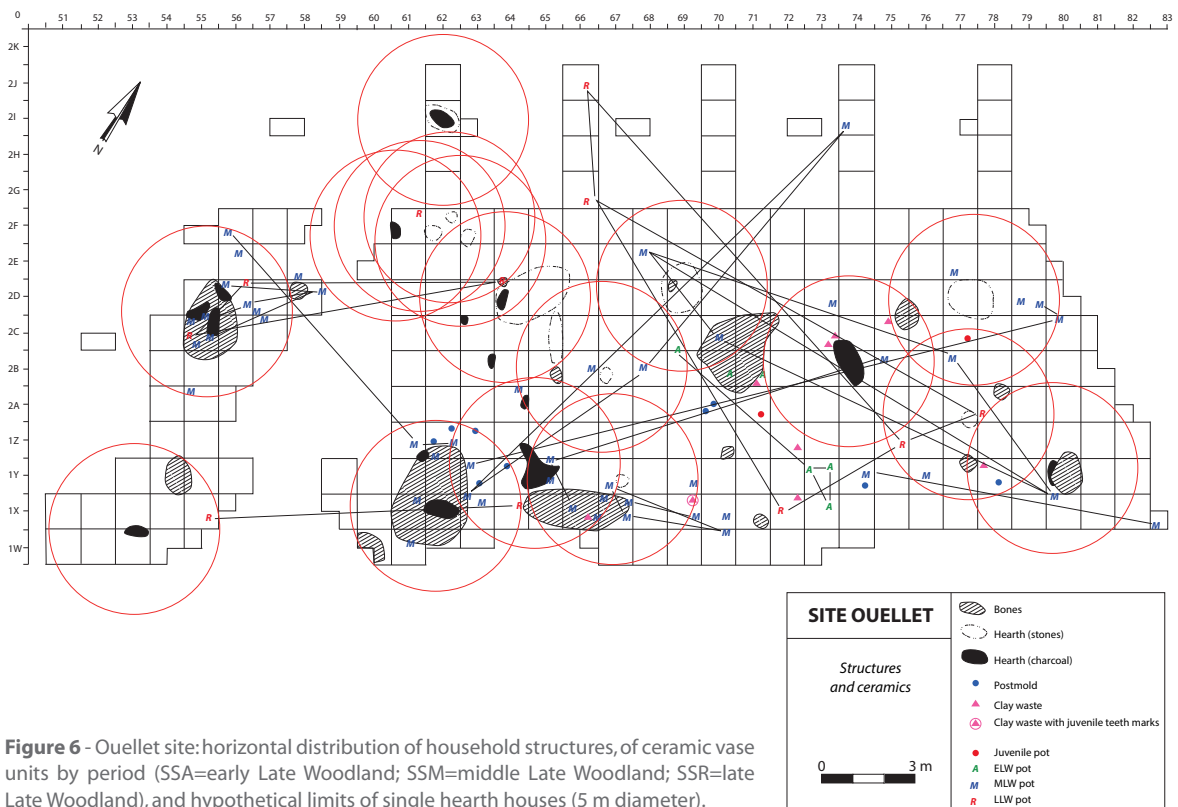 0 51 52 53 54 55 56 57 58 59 60 61 62 63 64 65 66 67 68 69 70 71 72 73 74 75 76 77 78 79 80 81 82 83
2K
2J
2I
2H
2G
2F
2E
2D
2C
2B
2A
1Z
1Y
1X
1W
N
SITE OUELLET
Structures
and ceramics
0 3 m
Bones
Hearth (stones)
Hearth (charcoal)
Postmold
Clay waste
Clay waste with juvenile teeth marks
Juvenile pot
A ELW pot
M MLW pot
R LLW pot
Figure 6 - Ouellet site: horizontal distribution of household structures, of ceramic vase
units by period (SSA=early Late Woodland; SSM=middle Late Woodland; SSR=late
Late Woodland), and hypothetical limits of single hearth houses (5 m diameter).